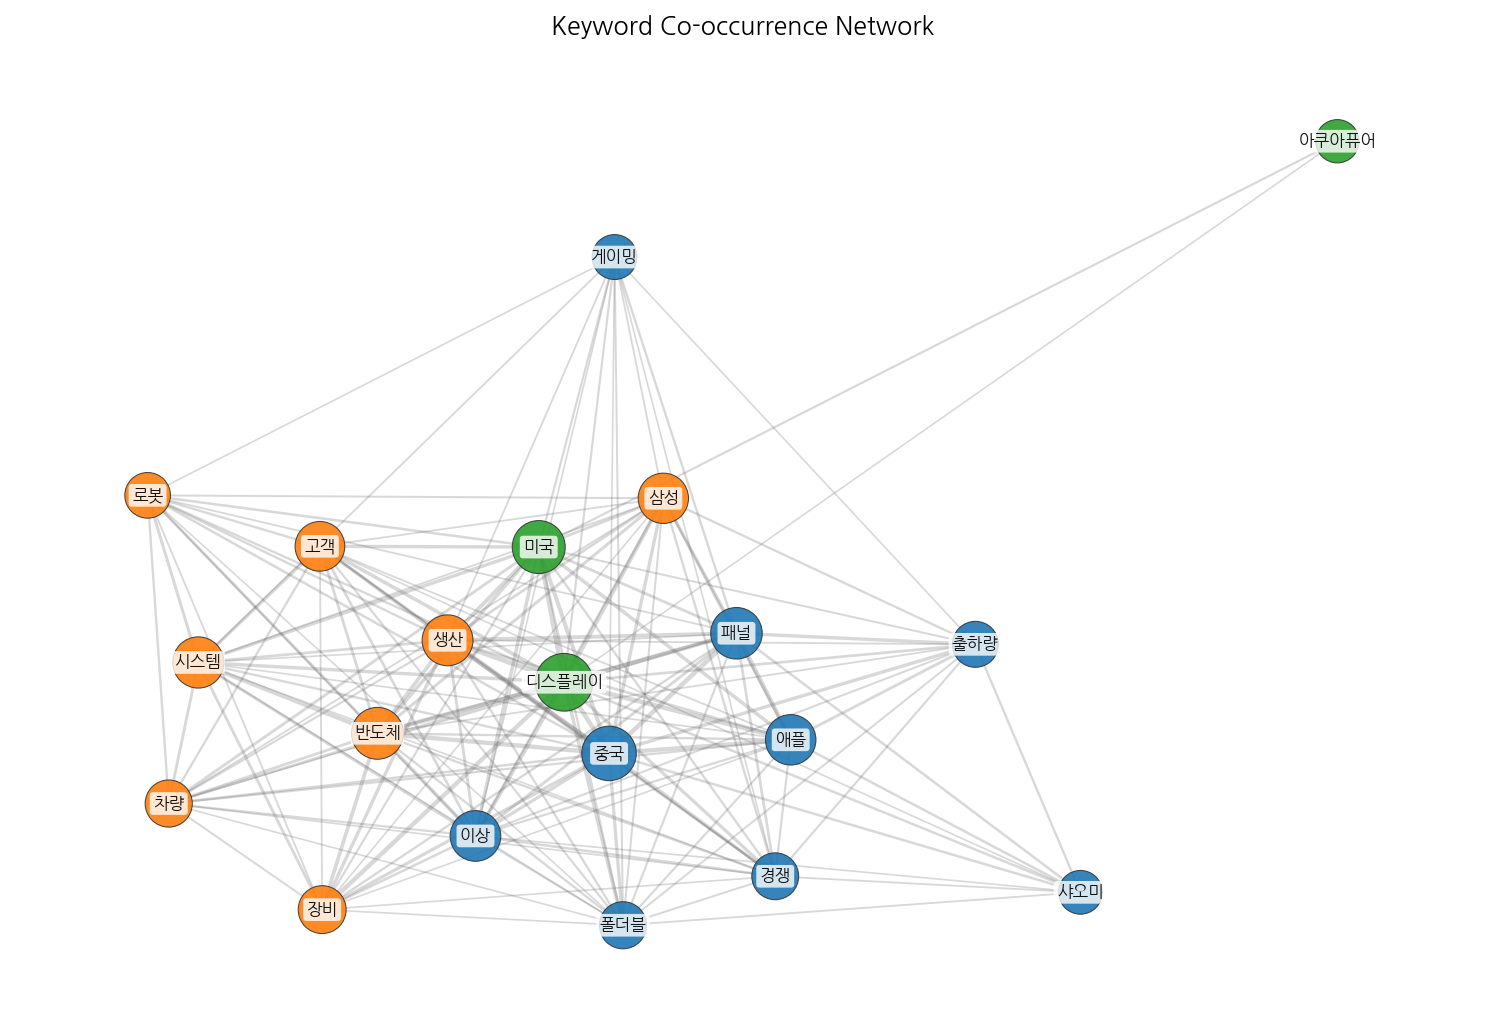 Keyword Co-occurrence Network
아쿠아퓨어
게이밍
로봇
삼성
고객
미국
생산
패널
출하량
시스템
디스플레이
반도체
중국
애플
차량
이상
경쟁
샤오미
장비
폴더블